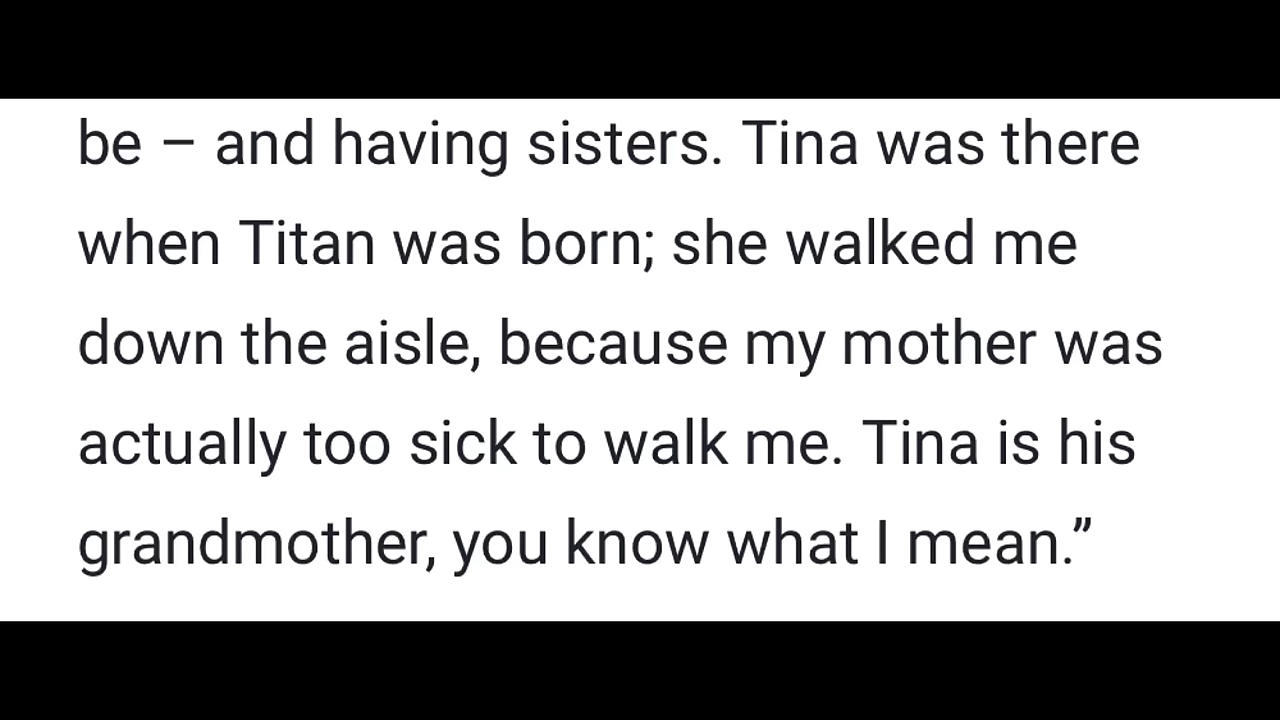 be – and having sisters. Tina was there
when Titan was born; she walked me
down the aisle, because my mother was
actually too sick to walk me. Tina is his
grandmother, you know what I mean.”